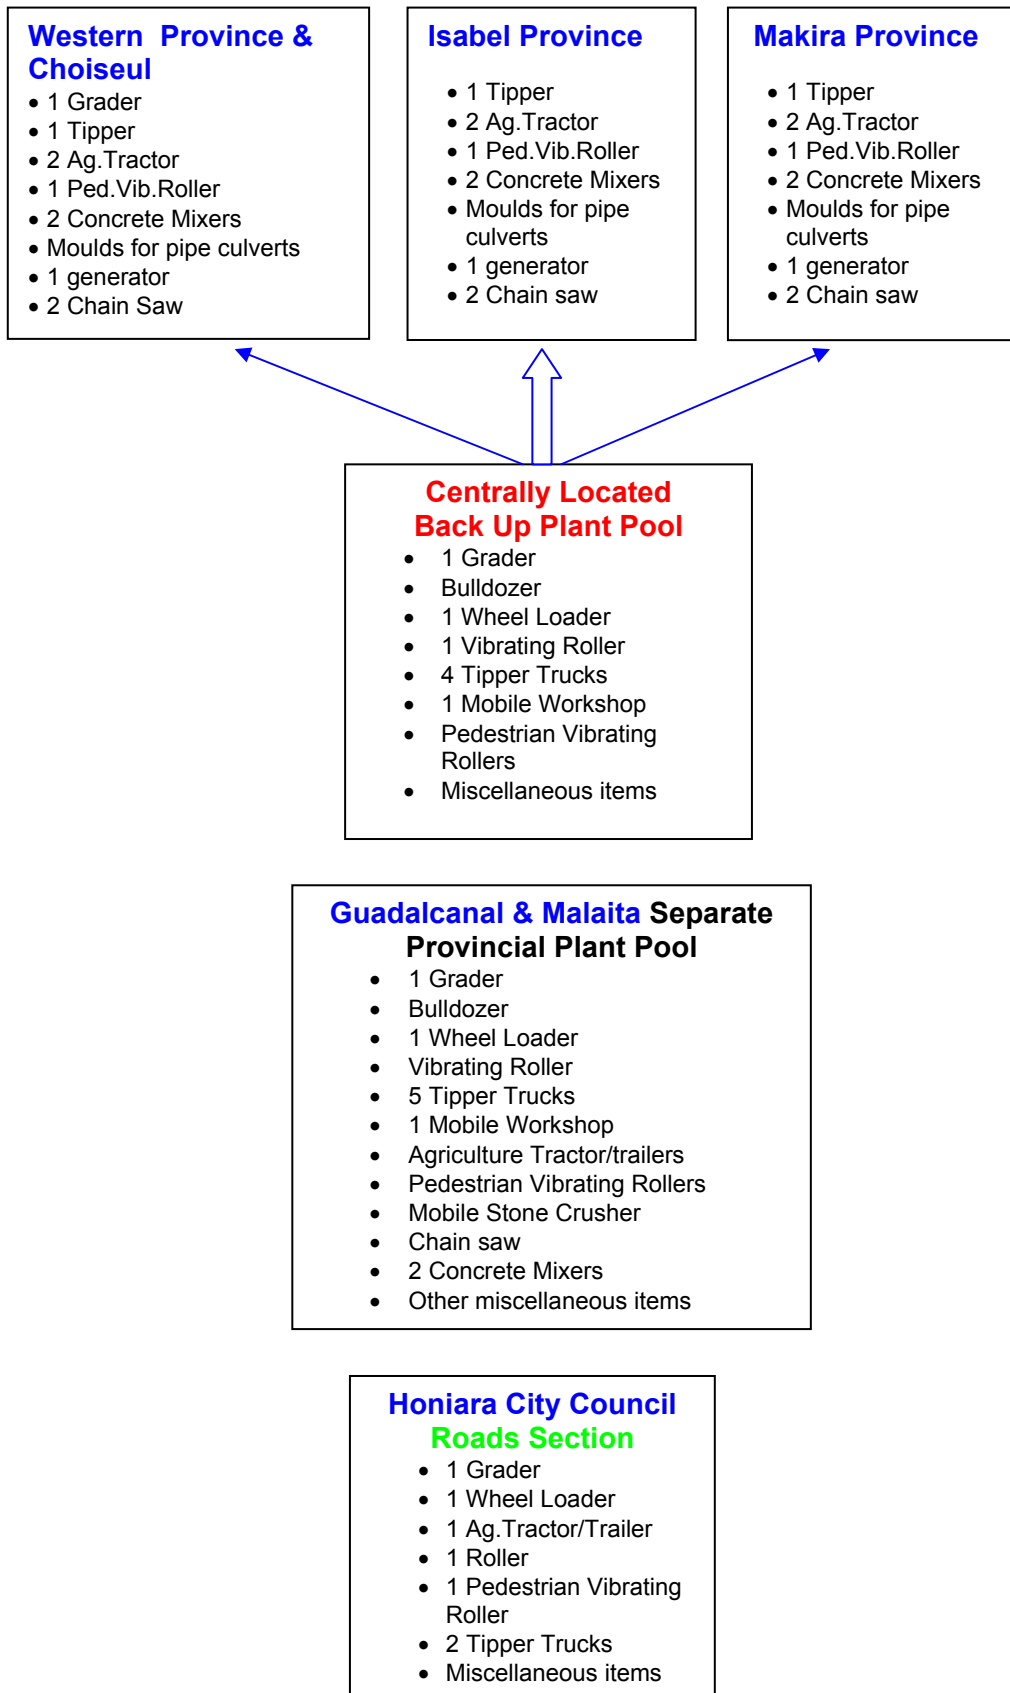 Western  Province &
Choiseul
• 1 Grader
• 1 Tipper
• 2 Ag.Tractor
• 1 Ped.Vib.Roller
• 2 Concrete Mixers
• Moulds for pipe culverts
• 1 generator
• 2 Chain Saw
Isabel Province
• 1 Tipper
• 2 Ag.Tractor
• 1 Ped.Vib.Roller
• 2 Concrete Mixers
• Moulds for pipe
culverts
• 1 generator
• 2 Chain saw
Makira Province
• 1 Tipper
• 2 Ag.Tractor
• 1 Ped.Vib.Roller
• 2 Concrete Mixers
• Moulds for pipe
culverts
• 1 generator
• 2 Chain saw
Centrally Located
Back Up Plant Pool
• 1 Grader
• Bulldozer
• 1 Wheel Loader
• 1 Vibrating Roller
• 4 Tipper Trucks
• 1 Mobile Workshop
• Pedestrian Vibrating
Rollers
• Miscellaneous items
Guadalcanal & Malaita Separate
Provincial Plant Pool
• 1 Grader
• Bulldozer
• 1 Wheel Loader
• Vibrating Roller
• 5 Tipper Trucks
• 1 Mobile Workshop
• Agriculture Tractor/trailers
• Pedestrian Vibrating Rollers
• Mobile Stone Crusher
• Chain saw
• 2 Concrete Mixers
• Other miscellaneous items
Honiara City Council
Roads Section
• 1 Grader
• 1 Wheel Loader
• 1 Ag.Tractor/Trailer
• 1 Roller
• 1 Pedestrian Vibrating
Roller
• 2 Tipper Trucks
• Miscellaneous items